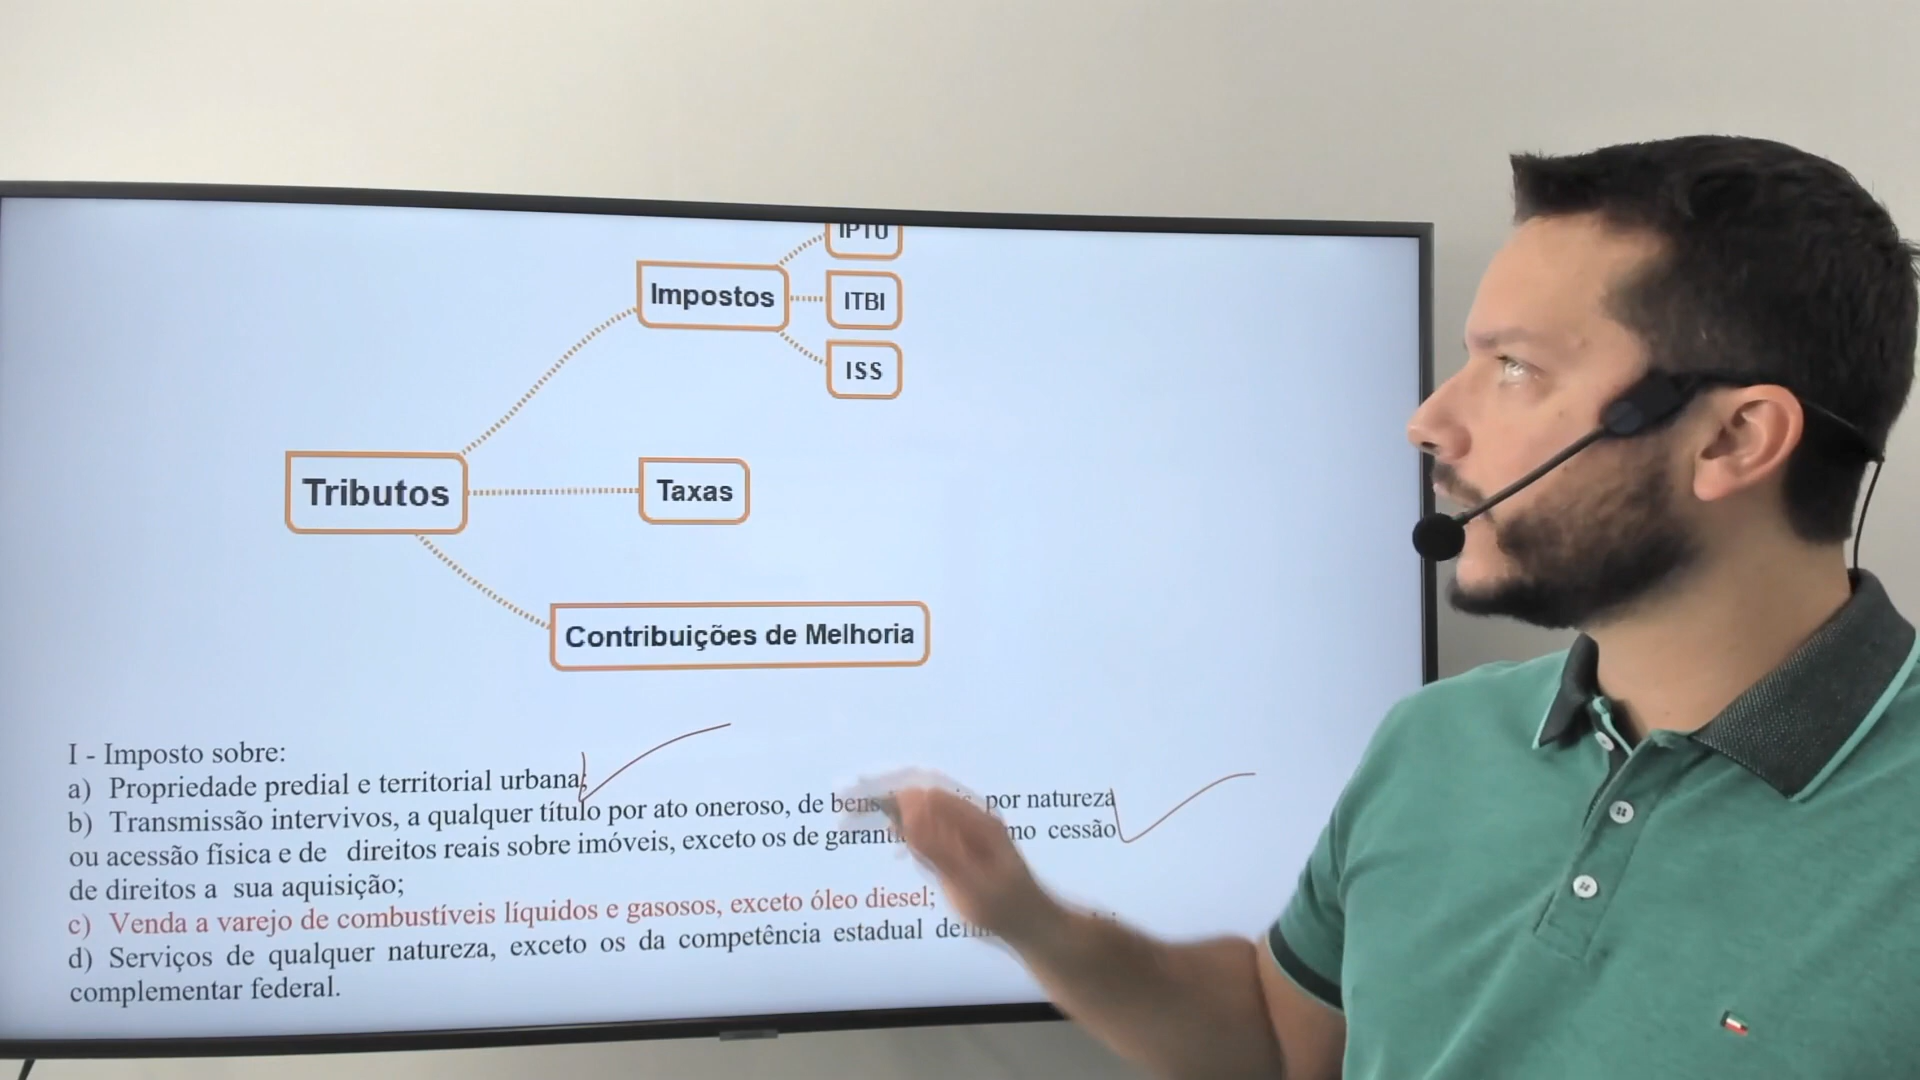 IPTU
Impostos
ITBI
ISS
Tributos
Taxas
Contribuições de Melhoria
I - Imposto sobre:
a) Propriedade predial e territorial urbana;
b) Transmissão intervivos, a qualquer título por ato oneroso, de bens por natureza
ou acessão física e de direitos reais sobre imóveis, exceto os de cessão
de direitos a sua aquisição;
c) Venda a varejo de combustíveis líquidos e gasosos, exceto óleo diesel;
d) Serviços de qualquer natureza, exceto os da competência estadual
complementar federal.